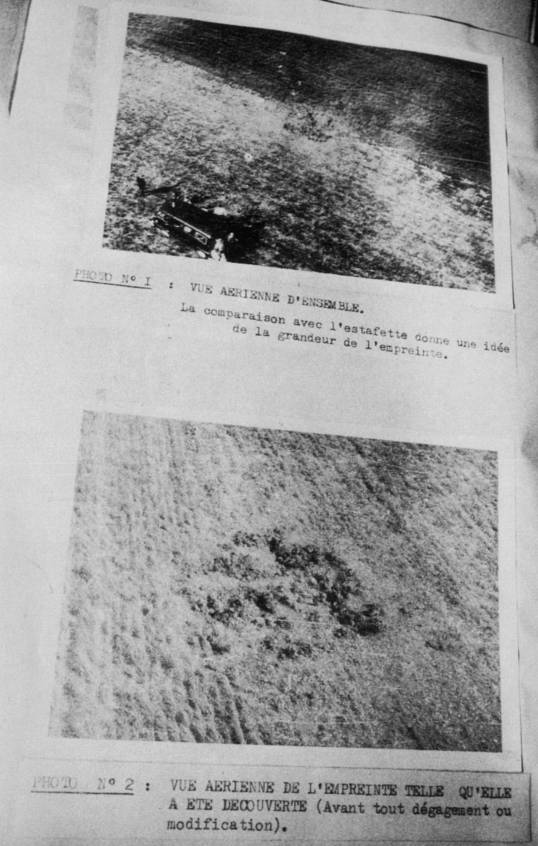 PHOTO N° I : VUE AERIENNE D'ENSEMBLE.
La comparaison avec l'estafette donne une idée
de la grandeur de l'empreinte.
PHOTO N° 2 : VUE AERIENNE DE L'EMPREINTE TELLE QU'ELLE
A ETE DECOUVERTE (Avant tout dégagement ou
modification).